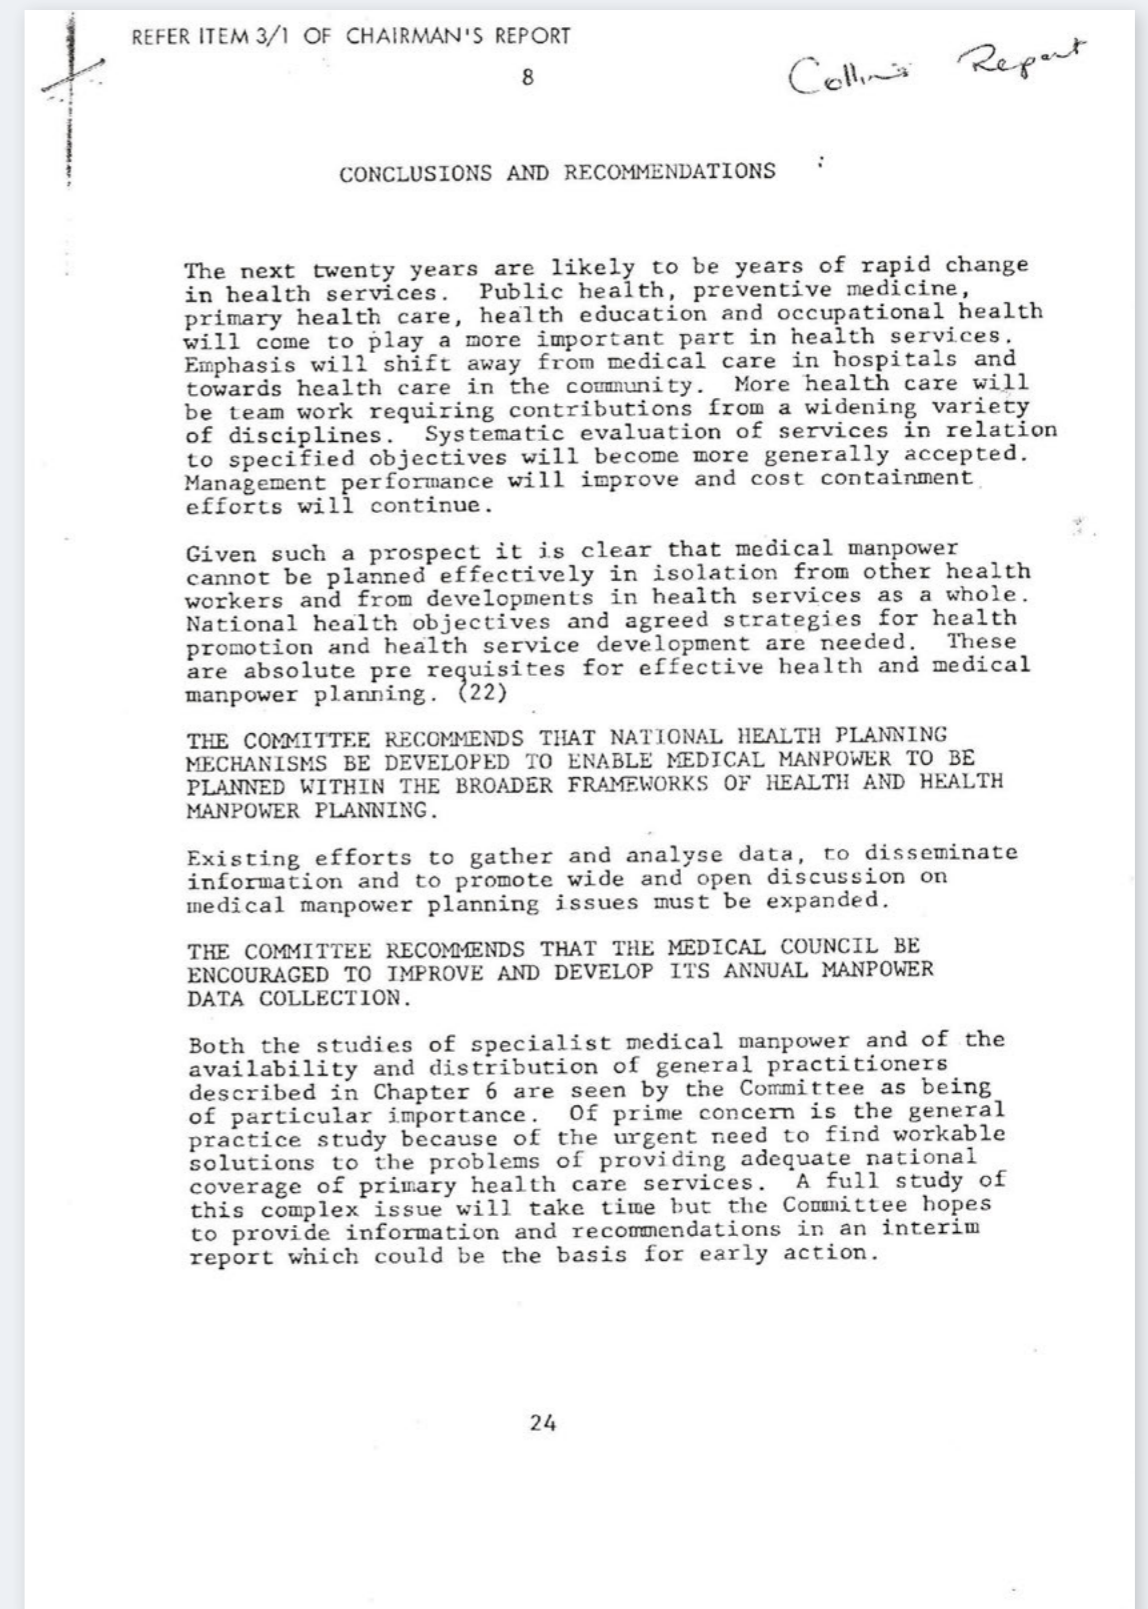 REFER ITEM 3/1 OF CHAIRMAN'S REPORT
8
Collins Report
CONCLUSIONS AND RECOMMENDATIONS
The next twenty years are likely to be years of rapid change
in health services. Public health, preventive medicine,
primary health care, health education and occupational health
will come to play a more important part in health services.
Emphasis will shift away from medical care in hospitals and
towards health care in the community. More health care will
be team work requiring contributions from a widening variety
of disciplines. Systematic evaluation of services in relation
to specified objectives will become more generally accepted.
Management performance will improve and cost containment
efforts will continue.
Given such a prospect it is clear that medical manpower
cannot be planned effectively in isolation from other health
workers and from developments in health services as a whole.
National health objectives and agreed strategies for health
promotion and health service development are needed. These
are absolute pre requisites for effective health and medical
manpower planning. (22)
THE COMMITTEE RECOMMENDS THAT NATIONAL HEALTH PLANNING
MECHANISMS BE DEVELOPED TO ENABLE MEDICAL MANPOWER TO BE
PLANNED WITHIN THE BROADER FRAMEWORKS OF HEALTH AND HEALTH
MANPOWER PLANNING.
Existing efforts to gather and analyse data, to disseminate
information and to promote wide and open discussion on
medical manpower planning issues must be expanded.
THE COMMITTEE RECOMMENDS THAT THE MEDICAL COUNCIL BE
ENCOURAGED TO IMPROVE AND DEVELOP ITS ANNUAL MANPOWER
DATA COLLECTION.
Both the studies of specialist medical manpower and of the
availability and distribution of general practitioners
described in Chapter 6 are seen by the Committee as being
of particular importance. Of prime concern is the general
practice study because of the urgent need to find workable
solutions to the problems of providing adequate national
coverage of primary health care services. A full study of
this complex issue will take time but the Committee hopes
to provide information and recommendations in an interim
report which could be the basis for early action.
24